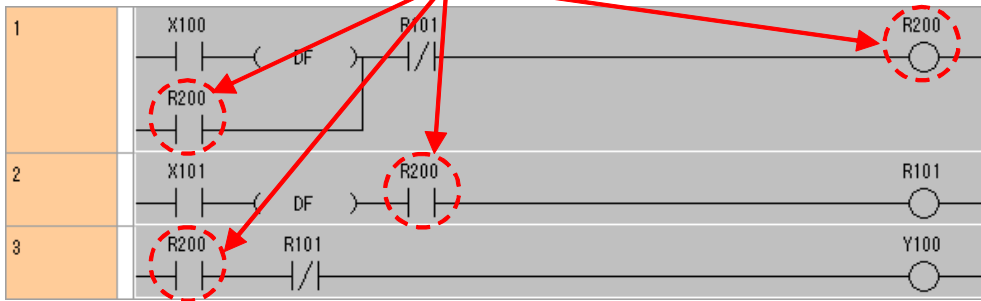 1 X100 R101 R200
( DF )
R200
2 X101 R200 R101
( DF )
3 R200 R101 Y100